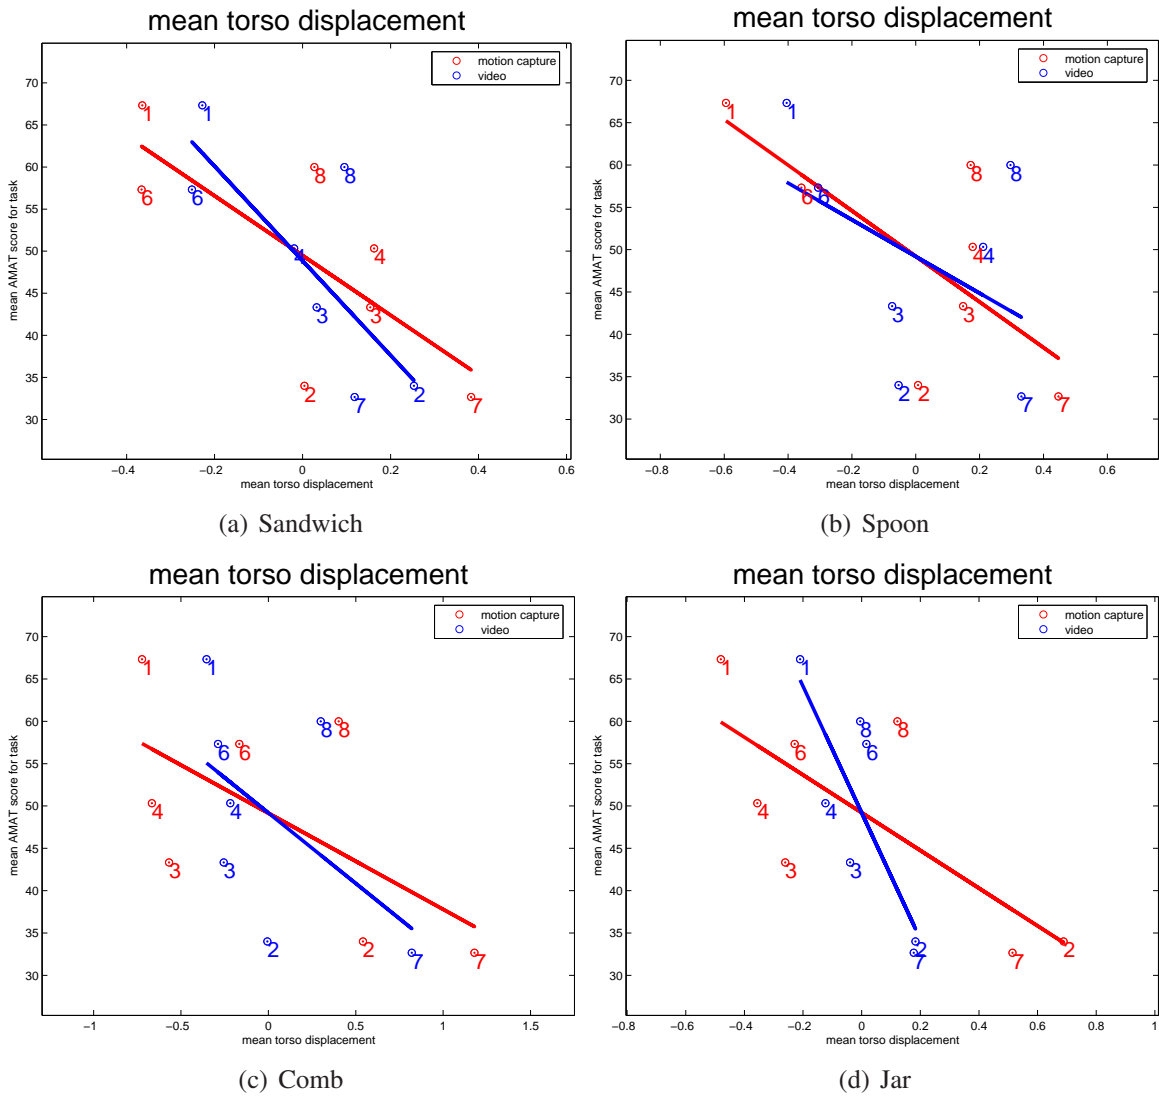 mean torso displacement
motion capture
video
70
65
60
55
50
45
40
35
30
mean AMAT score for task
1 1
8 8
6 6
4 4
3 3
2 2
7 7
−0.4 −0.2 0 0.2 0.4 0.6
mean torso displacement
(a) Sandwich
mean torso displacement
motion capture
video
70
65
60
55
50
45
40
35
30
mean AMAT score for task
1 1
8 8
6 6
4 4
3 3
2 2
7 7
−0.8 −0.6 −0.4 −0.2 0 0.2 0.4 0.6
mean torso displacement
(b) Spoon
mean torso displacement
motion capture
video
70
65
60
55
50
45
40
35
30
mean AMAT score for task
1 1
8 8
6 6
4 4
3 3
2 2
7 7
−1 −0.5 0 0.5 1 1.5
mean torso displacement
(c) Comb
mean torso displacement
motion capture
video
70
65
60
55
50
45
40
35
30
mean AMAT score for task
1 1
8 8
6 6
4 4
3 3
2 2
7 7
−0.8 −0.6 −0.4 −0.2 0 0.2 0.4 0.6 0.8 1
mean torso displacement
(d) Jar